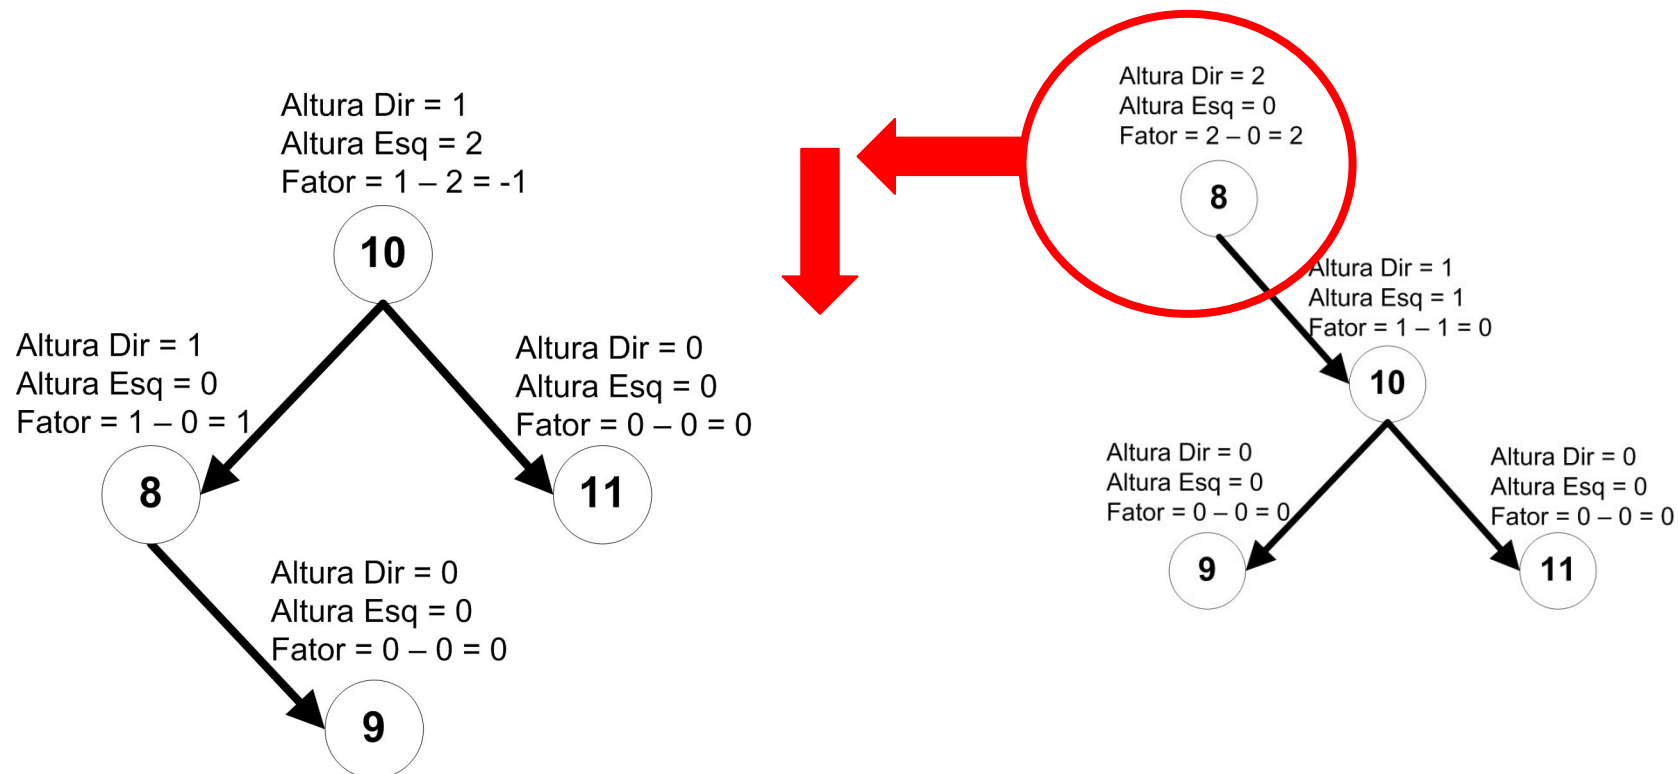 Altura Dir = 1
Altura Esq = 2
Fator = 1 – 2 = -1
10
Altura Dir = 1
Altura Esq = 0
Fator = 1 – 0 = 1
8
Altura Dir = 0
Altura Esq = 0
Fator = 0 – 0 = 0
11
Altura Dir = 0
Altura Esq = 0
Fator = 0 – 0 = 0
9
Altura Dir = 2
Altura Esq = 0
Fator = 2 – 0 = 2
8
Altura Dir = 1
Altura Esq = 1
Fator = 1 – 1 = 0
10
Altura Dir = 0
Altura Esq = 0
Fator = 0 – 0 = 0
9
Altura Dir = 0
Altura Esq = 0
Fator = 0 – 0 = 0
11